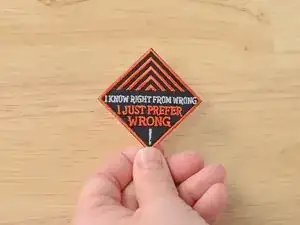 I KNOW RIGHT FROM WRONG
I JUST PREFER
WRONG
!